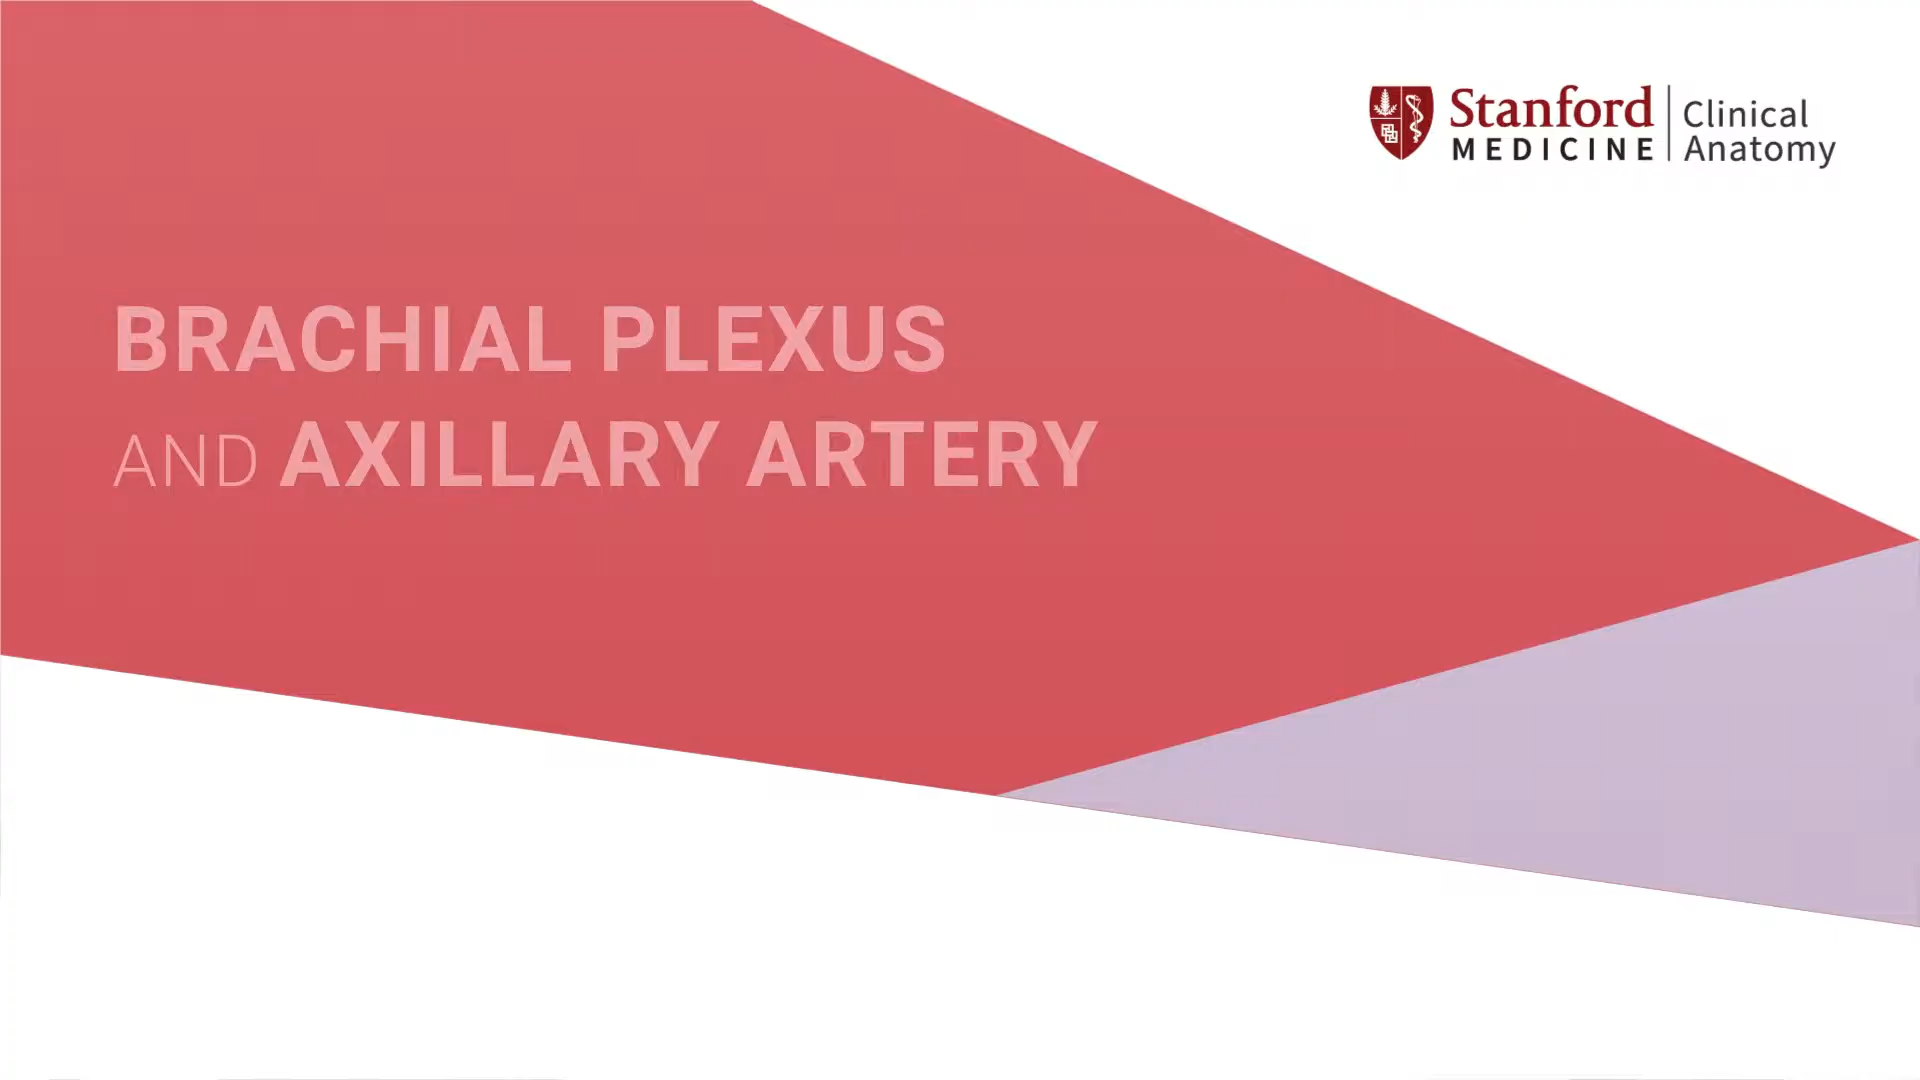 Stanford
MEDICINE
Clinical
Anatomy
BRACHIAL PLEXUS
AND AXILLARY ARTERY